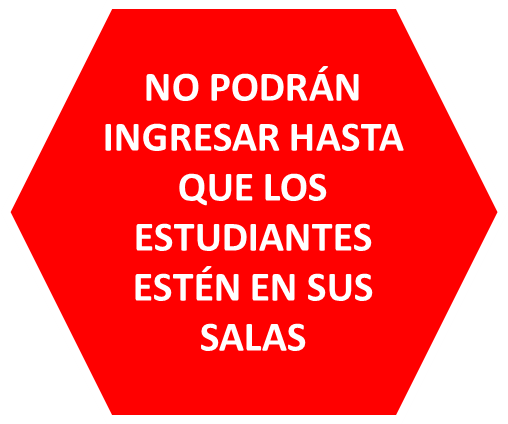 NO PODRÁN
INGRESAR HASTA
QUE LOS
ESTUDIANTES
ESTÉN EN SUS
SALAS